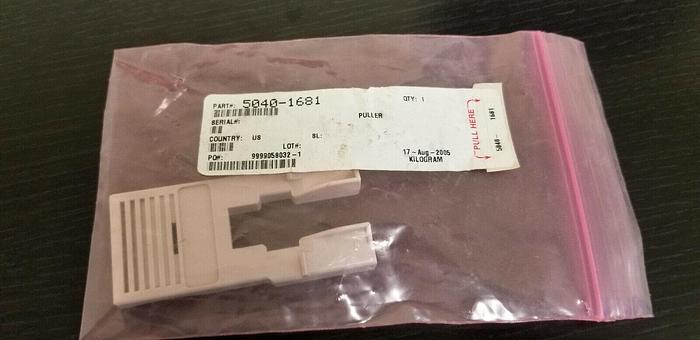 PART#: 5040-1681
QTY: 1
PULLER
SERIAL#:
COUNTRY: US
SL:
LOT#:
PO#: 9999058032-1
17-Aug-2005
KILOGRAM
PULL HERE
5040-1681